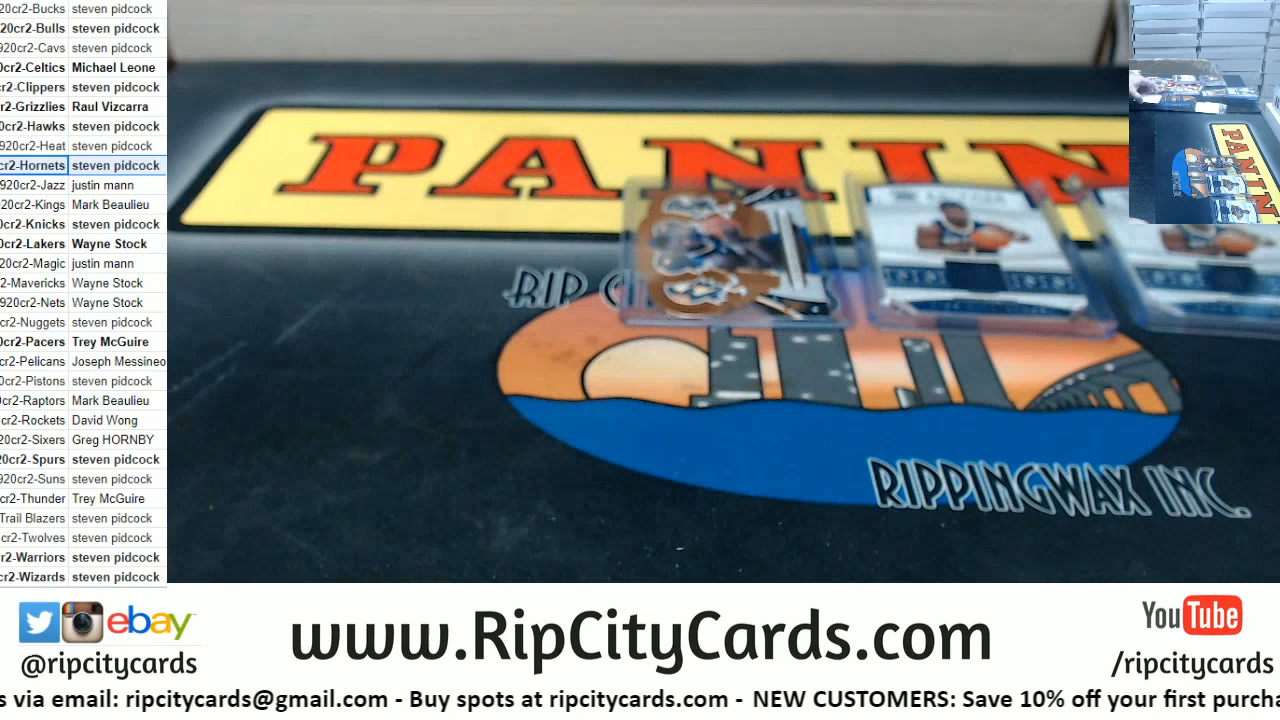 20cr2-Bucks steven pidcock
20cr2-Bulls steven pidcock
920cr2-Cavs steven pidcock
0cr2-Celtics Michael Leone
cr2-Clippers steven pidcock
r2-Grizzlies Raul Vizcarra
0cr2-Hawks steven pidcock
920cr2-Heat steven pidcock
cr2-Hornets steven pidcock
920cr2-Jazz justin mann
20cr2-Kings Mark Beaulieu
0cr2-Knicks steven pidcock
0cr2-Lakers Wayne Stock
20cr2-Magic justin mann
2-Mavericks Wayne Stock
920cr2-Nets Wayne Stock
cr2-Nuggets steven pidcock
0cr2-Pacers Trey McGuire
cr2-Pelicans Joseph Messineo
0cr2-Pistons steven pidcock
cr2-Raptors Mark Beaulieu
cr2-Rockets David Wong
20cr2-Sixers Greg HORNBY
20cr2-Spurs steven pidcock
920cr2-Suns steven pidcock
cr2-Thunder Trey McGuire
Trail Blazers steven pidcock
cr2-Twolves steven pidcock
r2-Warriors steven pidcock
cr2-Wizards steven pidcock
PANIN
PANIN
RIP C
RIPPINGWAX INC.
ebay
@ripcitycards
www.RipCityCards.com
YouTube
/ripcitycards
s via email: ripcitycards@gmail.com - Buy spots at ripcitycards.com - NEW CUSTOMERS: Save 10% off your first purcha